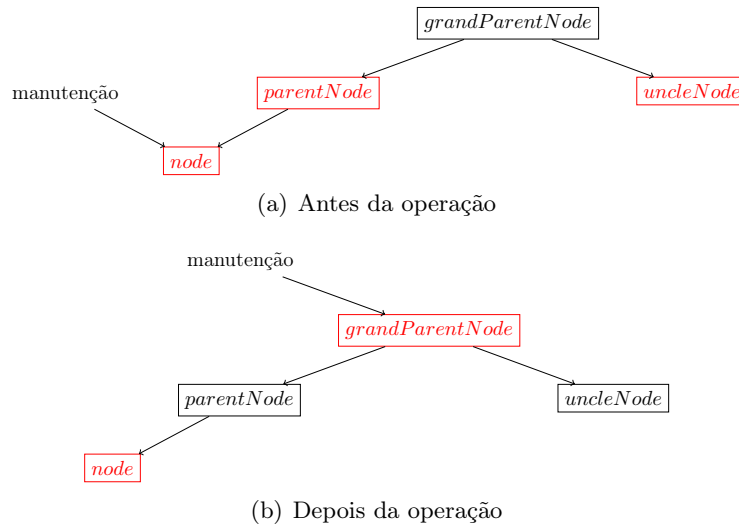 grandParentNode
parentNode
uncleNode
manutenção
node
(a) Antes da operação
manutenção
grandParentNode
parentNode
uncleNode
node
(b) Depois da operação